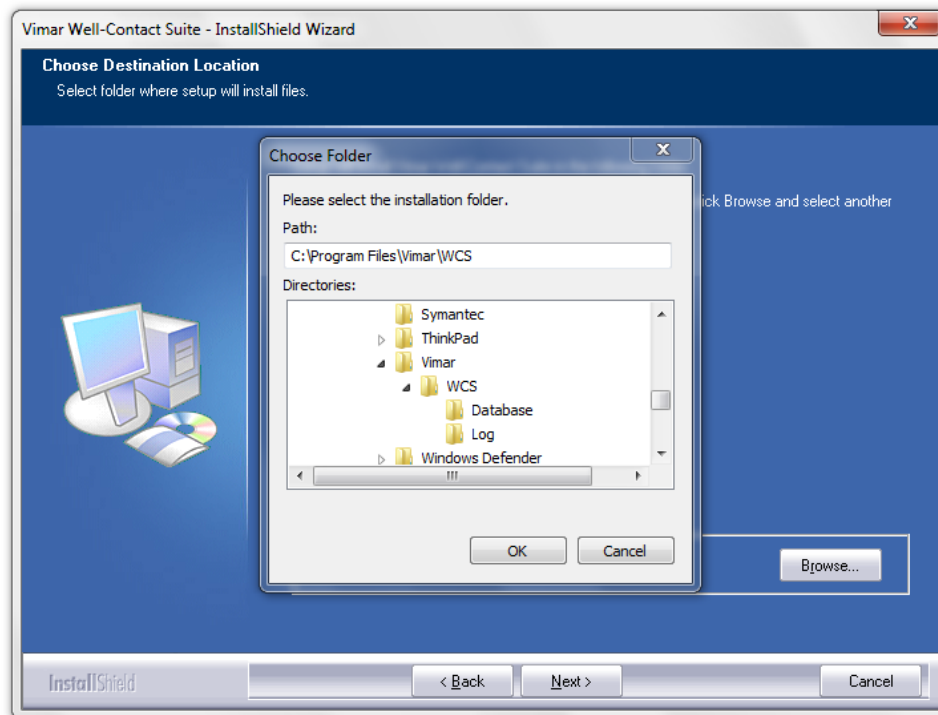 Vimar Well-Contact Suite - InstallShield Wizard
Choose Destination Location
Select folder where setup will install files.
Choose Folder
Please select the installation folder.
ick Browse and select another
Path:
C:\Program Files\Vimar\WCS
Directories:
Symantec
ThinkPad
Vimar
WCS
Database
Log
Windows Defender
OK Cancel
Browse...
InstallShield
< Back Next > Cancel